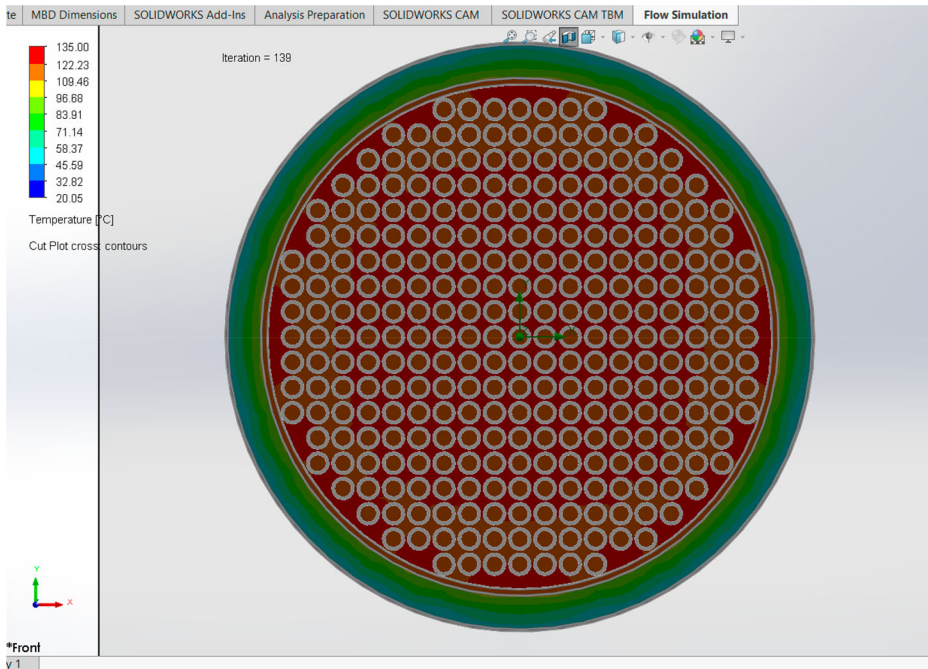 te MBD Dimensions SOLIDWORKS Add-Ins Analysis Preparation SOLIDWORKS CAM SOLIDWORKS CAM TBM Flow Simulation
135.00
122.23
109.46
96.68
83.91
71.14
58.37
45.59
32.82
20.05
Temperature [°C]
Cut Plot cross: contours
Iteration = 139
Y
X
*Front
y 1